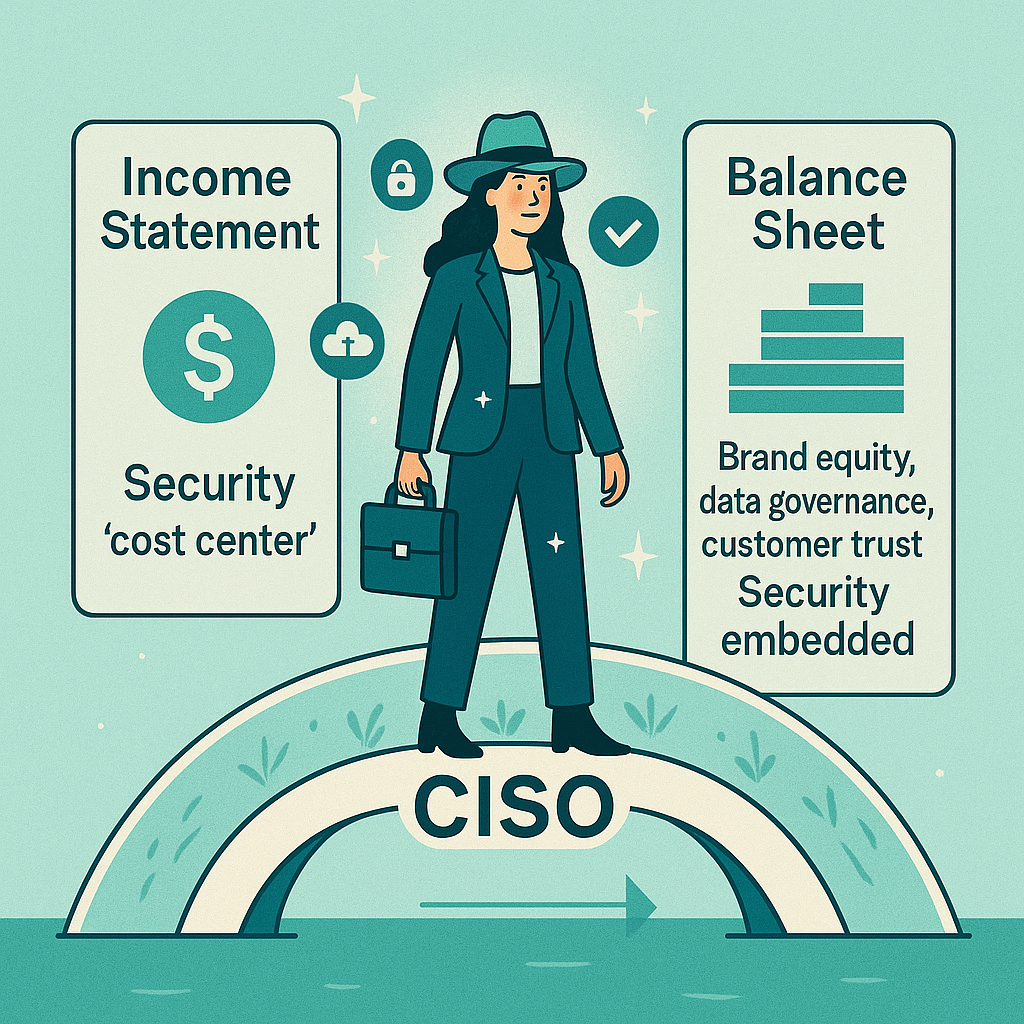 Income
Statement
$
Security
‘cost center’
Balance
Sheet
Brand equity,
data governance,
customer trust
Security
embedded
CISO